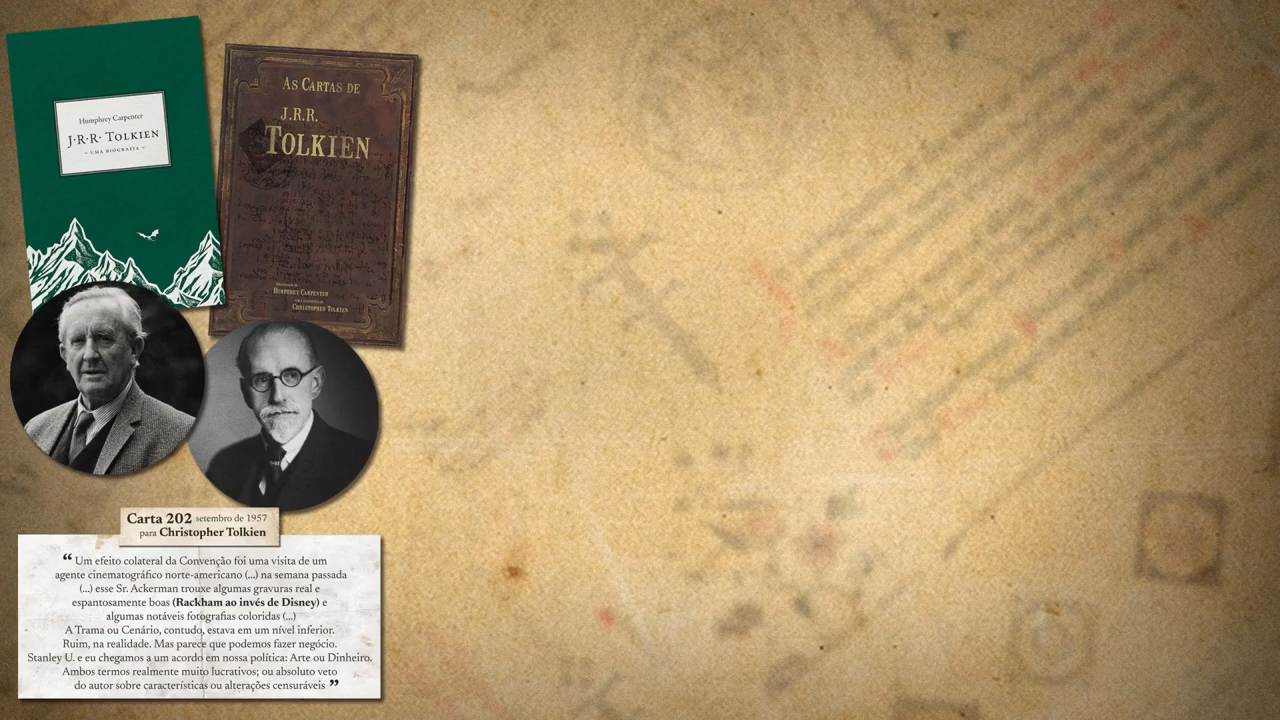 Humphrey Carpenter
J·R·R· TOLKIEN
~ UMA BIOGRAFIA ~
AS CARTAS DE
J.R.R.
TOLKIEN
HUMPHREY CARPENTER
CHRISTOPHER TOLKIEN
Carta 202 setembro de 1957
para Christopher Tolkien
“ Um efeito colateral da Convenção foi uma visita de um
agente cinematográfico norte-americano (...) na semana passada
(...) esse Sr. Ackerman trouxe algumas gravuras real e
espantosamente boas (Rackham ao invés de Disney) e
algumas notáveis fotografias coloridas (...)
A Trama ou Cenário, contudo, estava em um nível inferior.
Ruim, na realidade. Mas parece que podemos fazer negócio.
Stanley U. e eu chegamos a um acordo em nossa política: Arte ou Dinheiro.
Ambos termos realmente muito lucrativos; ou absoluto veto
do autor sobre características ou alterações censuráveis ”